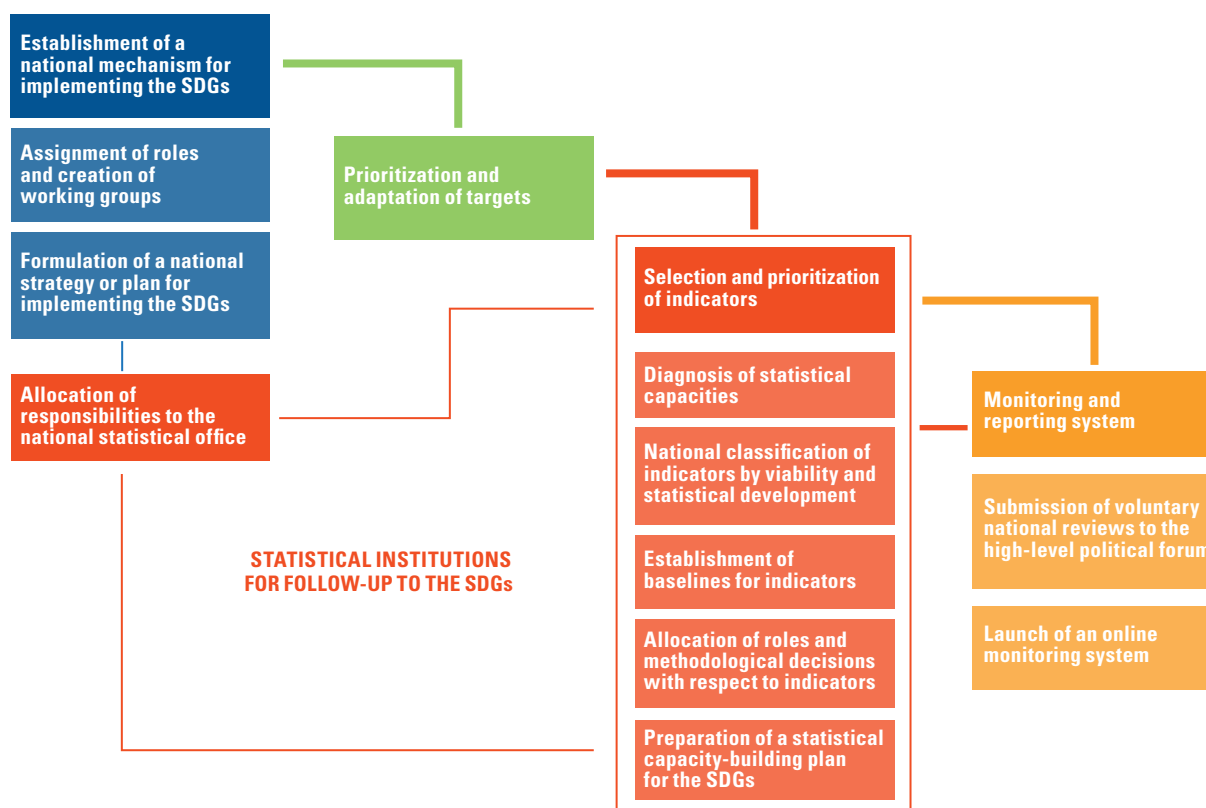 Establishment of a
national mechanism for
implementing the SDGs
Assignment of roles
and creation of
working groups
Formulation of a national
strategy or plan for
implementing the SDGs
Allocation of
responsibilities to the
national statistical office
Prioritization and
adaptation of targets
STATISTICAL INSTITUTIONS
FOR FOLLOW-UP TO THE SDGs
Selection and prioritization
of indicators
Diagnosis of statistical
capacities
National classification of
indicators by viability and
statistical development
Establishment of
baselines for indicators
Allocation of roles and
methodological decisions
with respect to indicators
Preparation of a statistical
capacity-building plan
for the SDGs
Monitoring and
reporting system
Submission of voluntary
national reviews to the
high-level political forum
Launch of an online
monitoring system